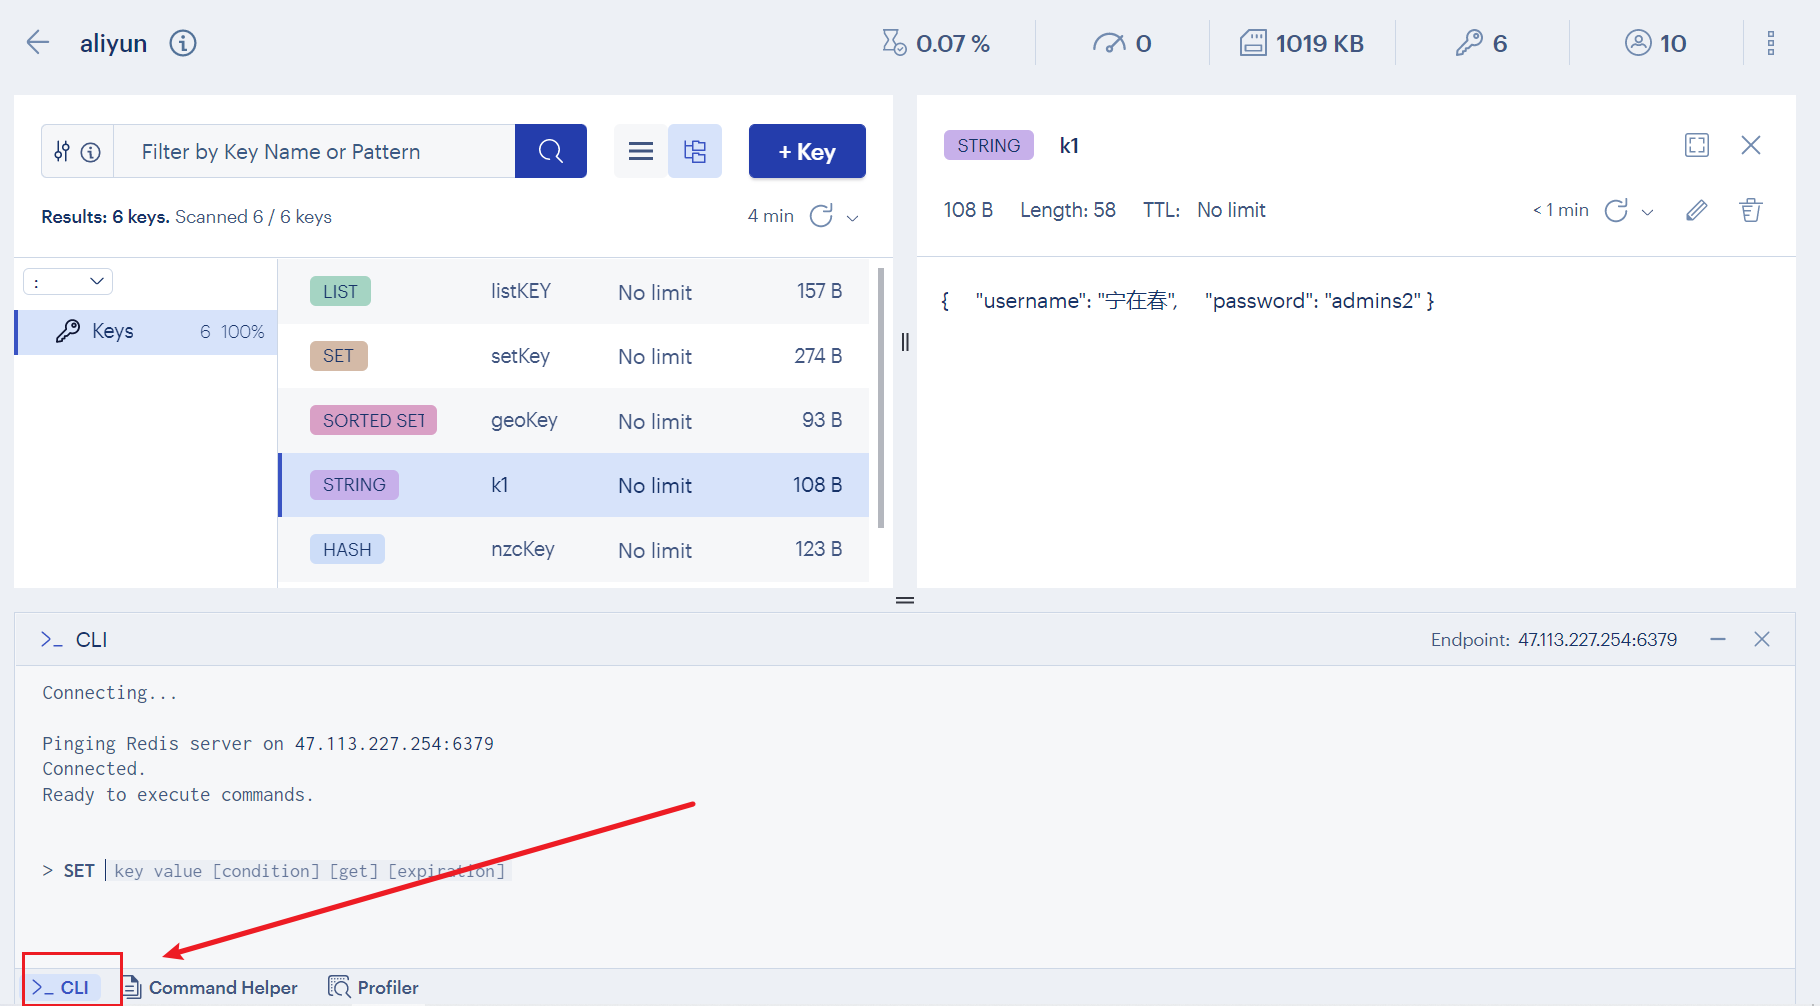 aliyun
0.07 %
0
1019 KB
6
10
Filter by Key Name or Pattern
+ Key
Results: 6 keys. Scanned 6 / 6 keys
4 min
:
Keys 6 100%
LIST listKEY No limit 157 B
SET setKey No limit 274 B
SORTED SET geoKey No limit 93 B
STRING k1 No limit 108 B
HASH nzcKey No limit 123 B
STRING k1
108 B Length: 58 TTL: No limit
< 1 min
{ "username": "宁在春", "password": "admins2" }
>_ CLI
Endpoint: 47.113.227.254:6379
Connecting...
Pinging Redis server on 47.113.227.254:6379
Connected.
Ready to execute commands.
> SET key value [condition] [get] [expiration]
>_ CLI
Command Helper
Profiler